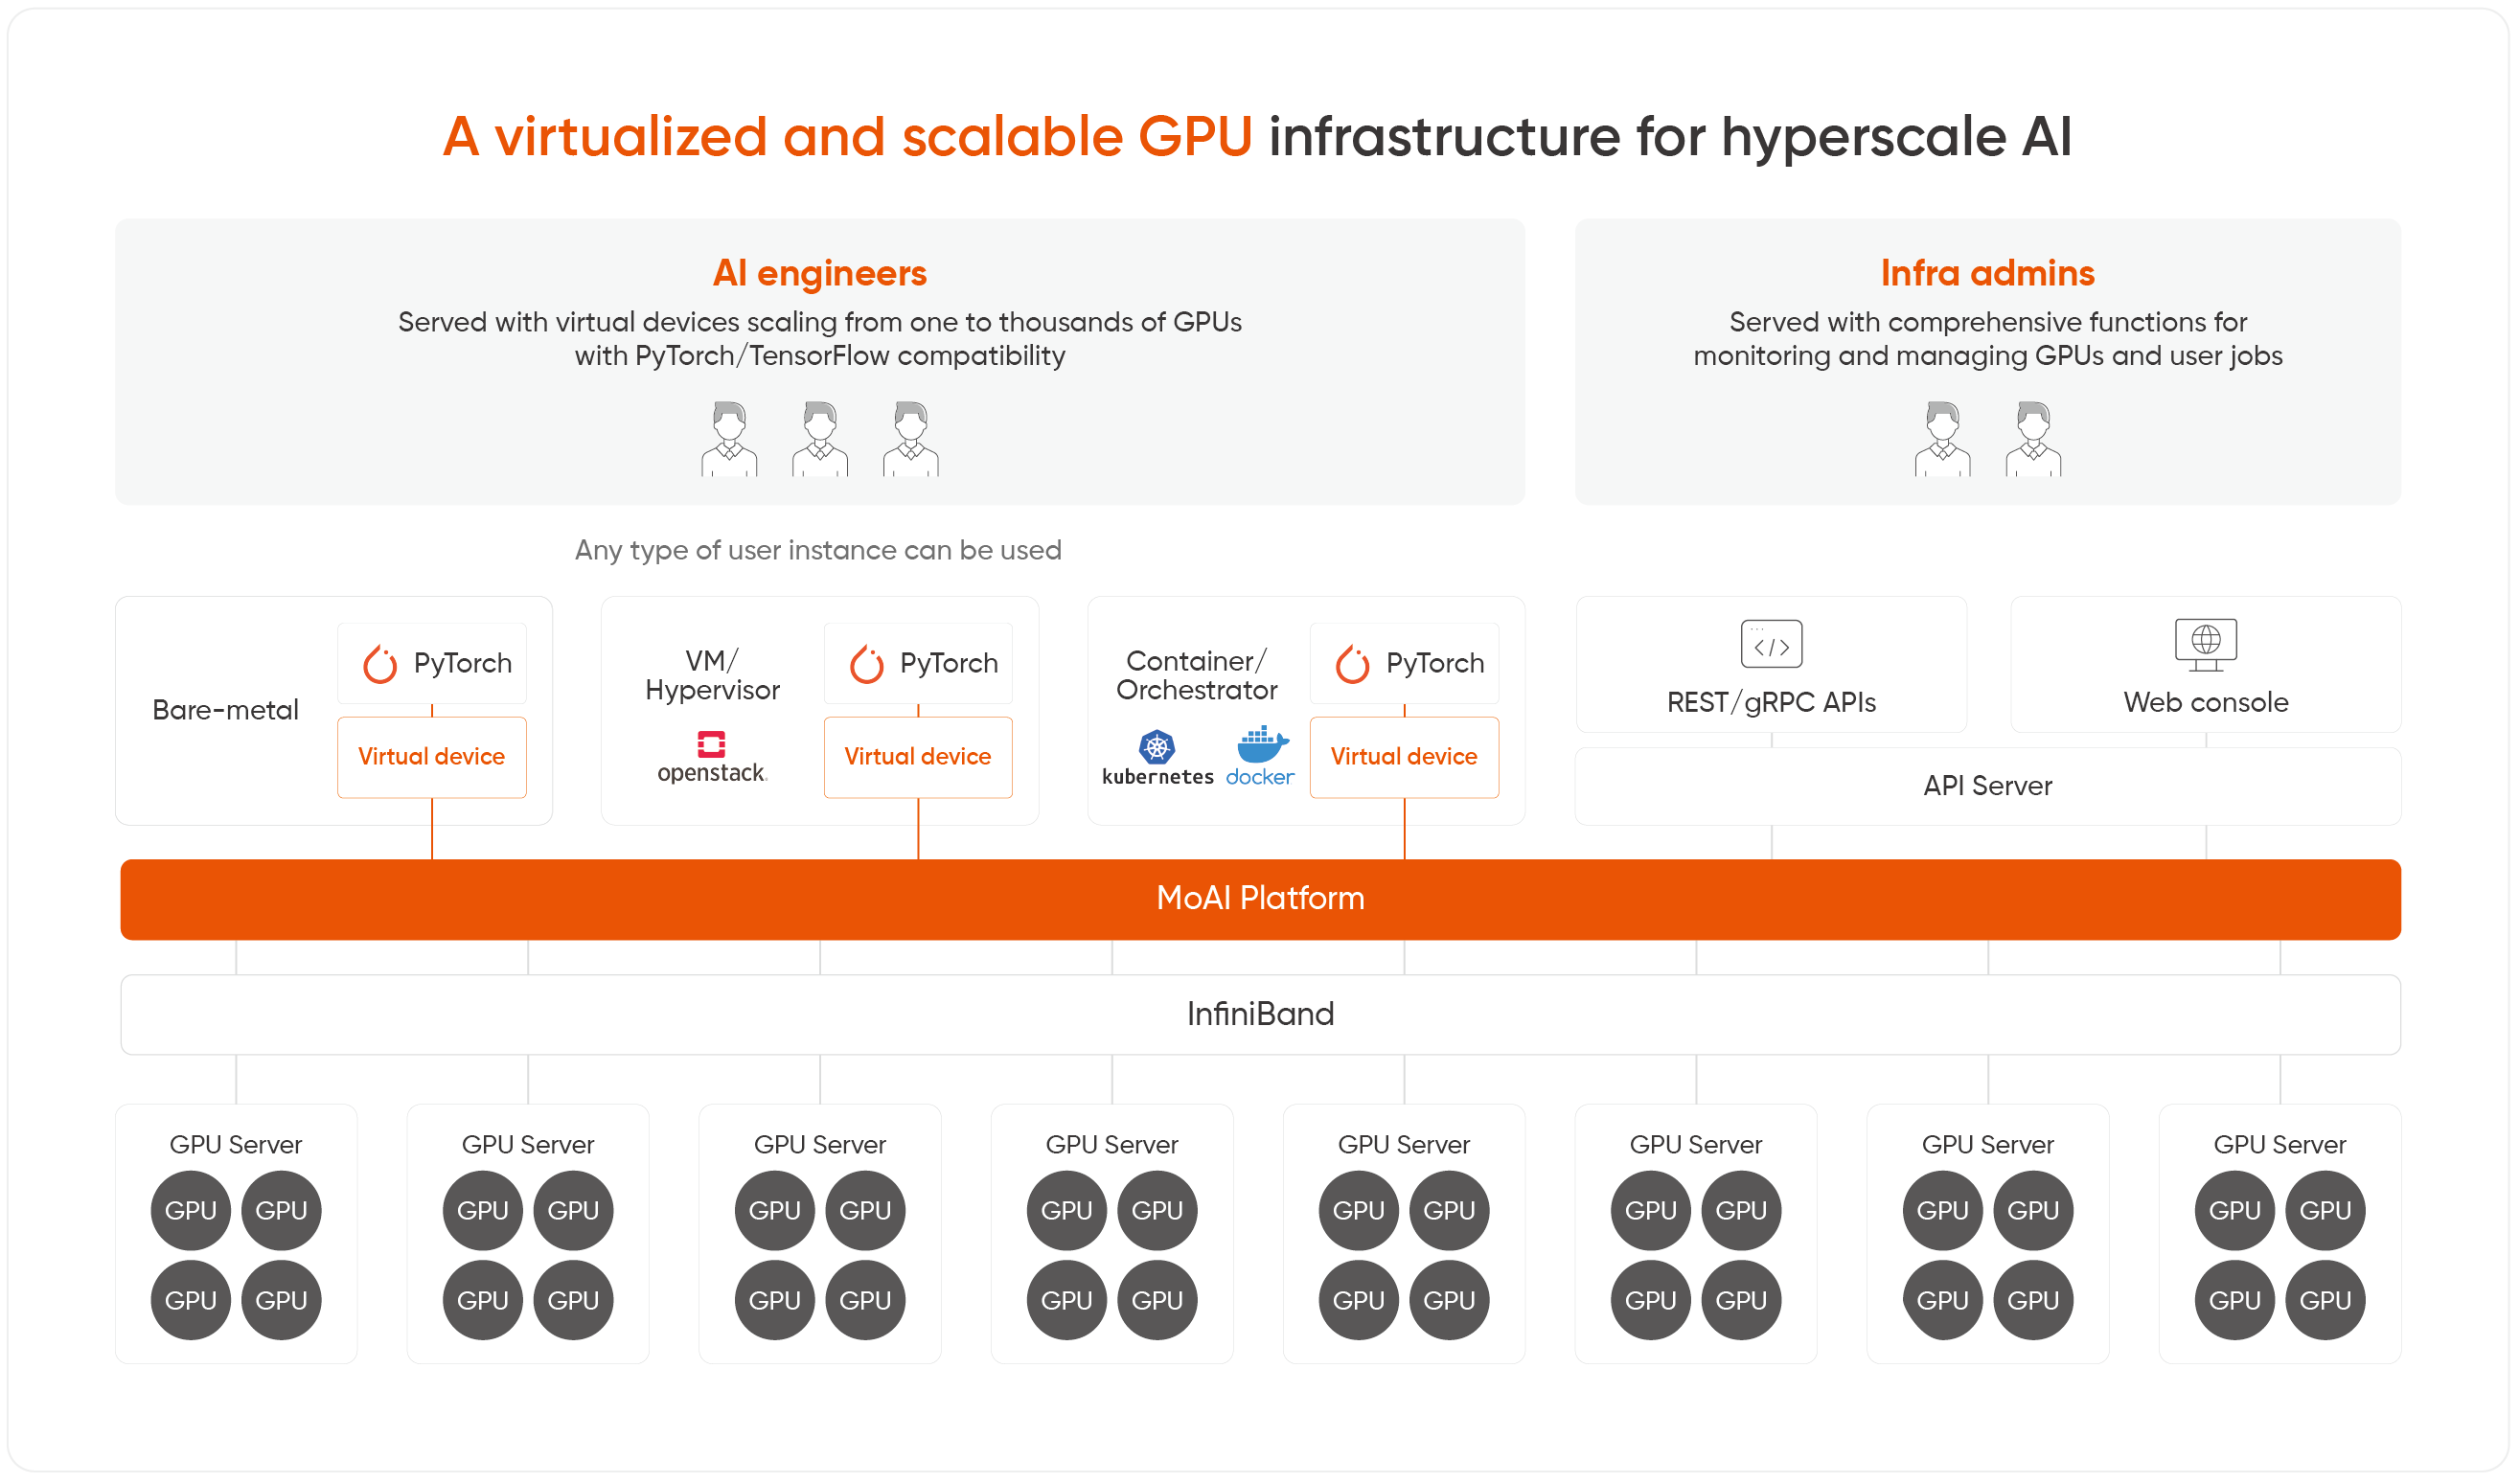 A virtualized and scalable GPU infrastructure for hyperscale AI
AI engineers
Served with virtual devices scaling from one to thousands of GPUs
with PyTorch/TensorFlow compatibility
Infra admins
Served with comprehensive functions for
monitoring and managing GPUs and user jobs
Any type of user instance can be used
Bare-metal
PyTorch
Virtual device
VM/
Hypervisor
openstack.
PyTorch
Virtual device
Container/
Orchestrator
kubernetes
docker
PyTorch
Virtual device
</>
REST/gRPC APIs
Web console
API Server
MoAI Platform
InfiniBand
GPU Server
GPU GPU
GPU GPU
GPU Server
GPU GPU
GPU GPU
GPU Server
GPU GPU
GPU GPU
GPU Server
GPU GPU
GPU GPU
GPU Server
GPU GPU
GPU GPU
GPU Server
GPU GPU
GPU GPU
GPU Server
GPU GPU
GPU GPU
GPU Server
GPU GPU
GPU GPU